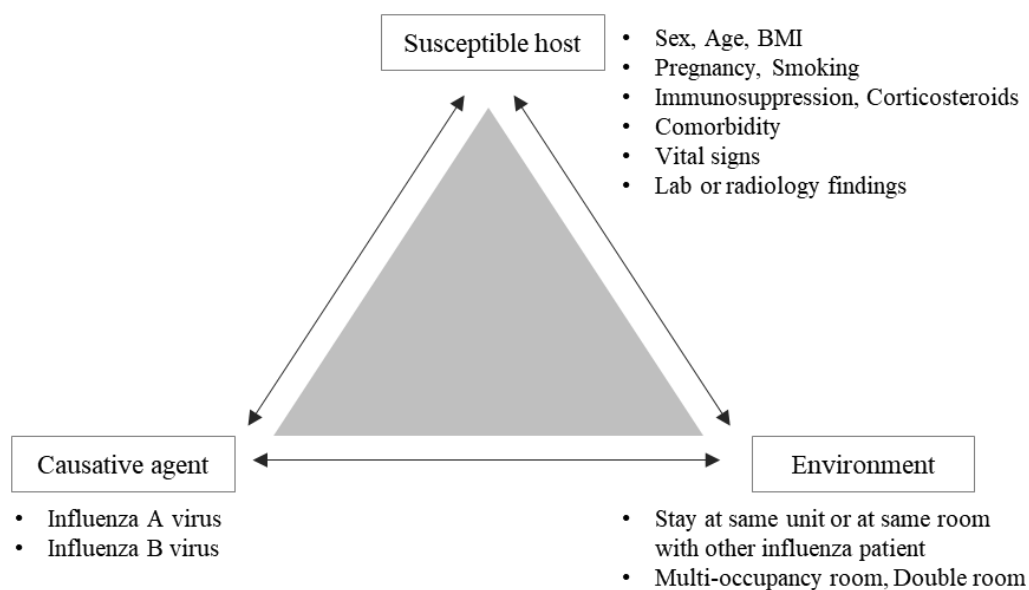 Susceptible host
• Sex, Age, BMI
• Pregnancy, Smoking
• Immunosuppression, Corticosteroids
• Comorbidity
• Vital signs
• Lab or radiology findings
Causative agent
• Influenza A virus
• Influenza B virus
Environment
• Stay at same unit or at same room
with other influenza patient
• Multi-occupancy room, Double room